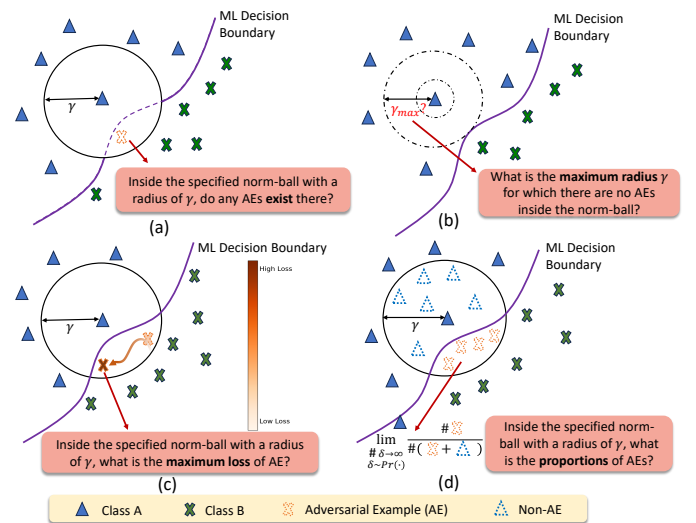 ML Decision
Boundary
γ
Inside the specified norm-ball with a
radius of γ, do any AEs exist there?
(a)
ML Decision
Boundary
γmax?
What is the maximum radius γ
for which there are no AEs
inside the norm-ball?
(b)
ML Decision Boundary
High Loss
Low Loss
γ
Inside the specified norm-ball with a radius
of γ, what is the maximum loss of AE?
(c)
ML Decision
Boundary
γ
lim
# δ→∞
δ~Pr(·)
#
#( + )
Inside the specified norm-
ball with a radius of γ, what
is the proportions of AEs?
(d)
Class A
Class B
Adversarial Example (AE)
Non-AE